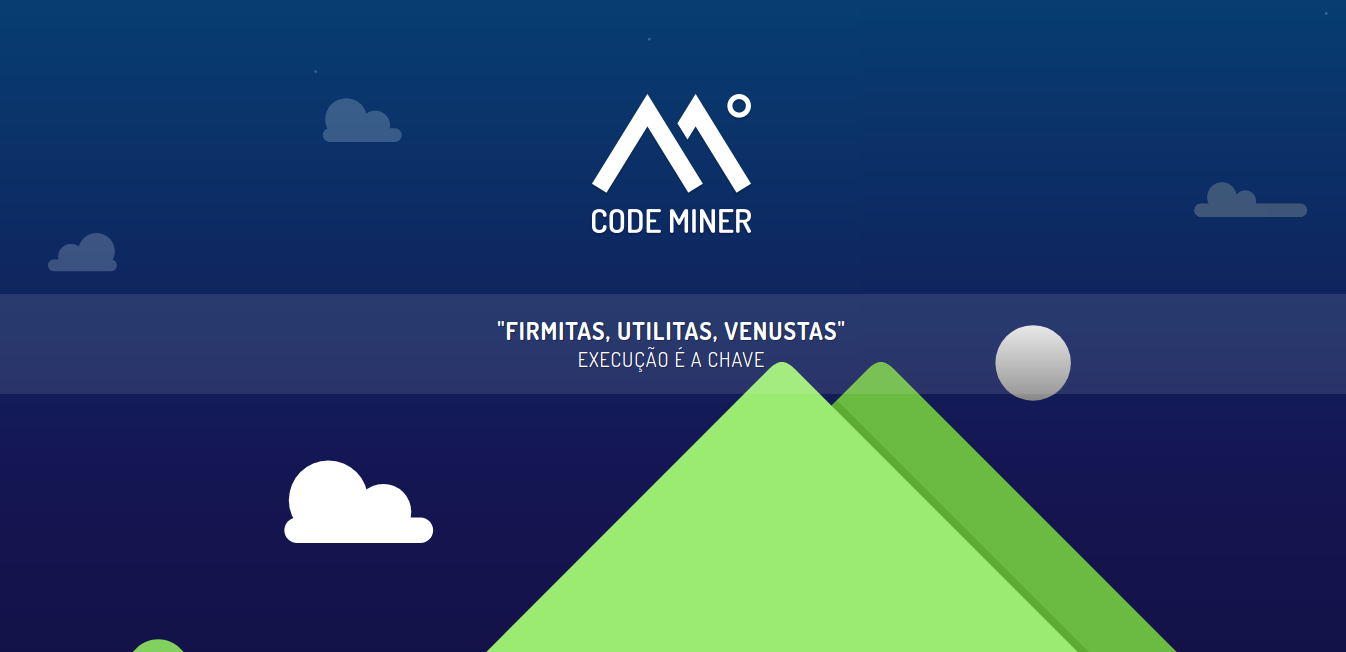 CODE MINER
"FIRMITAS, UTILITAS, VENUSTAS"
EXECUÇÃO É A CHAVE